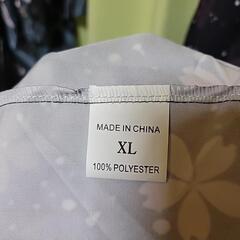 MADE IN CHINA
XL
100% POLYESTER